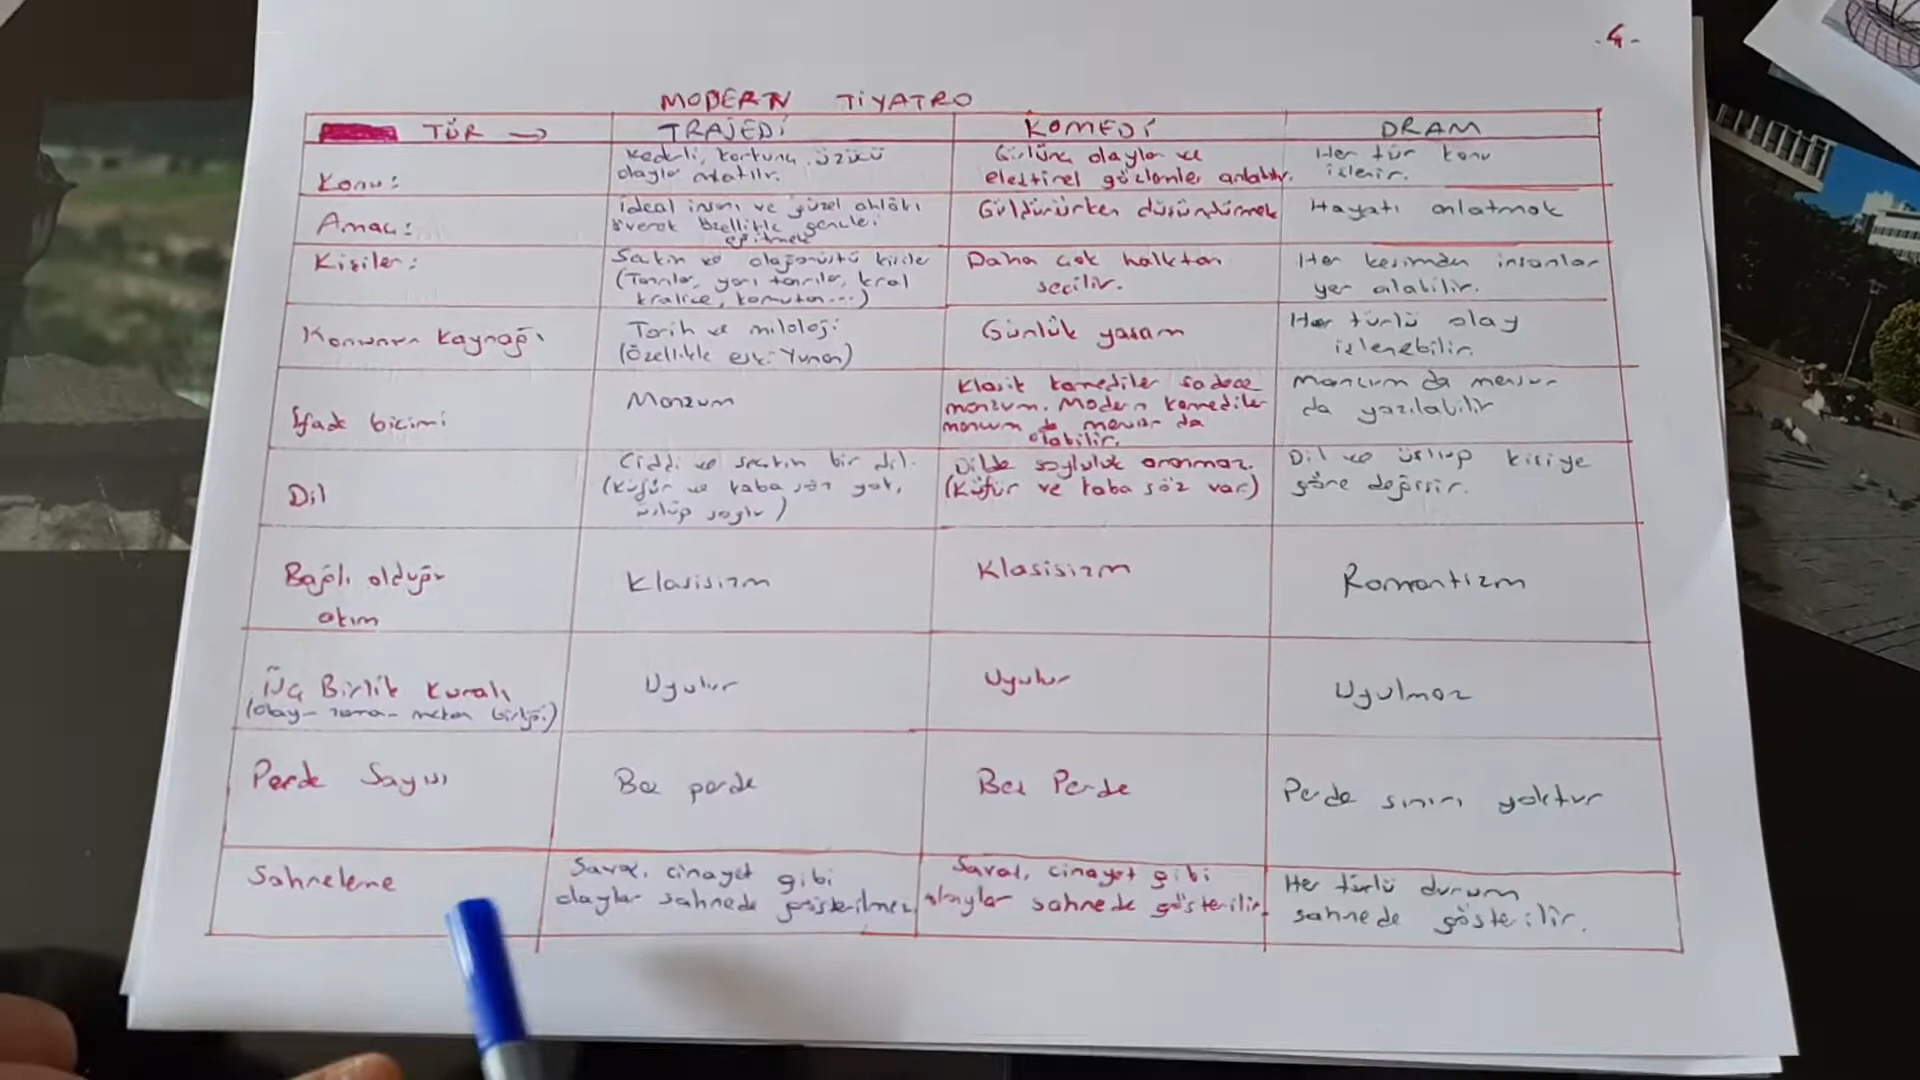 -4-
MODERN TİYATRO
TÜR → TRAJEDİ KOMEDİ DRAM
Konu:
Kederli, korkunç, üzücü
olaylar anlatılır.
Gülünç olaylar ve
eleştirel gözlemler anlatılır.
Her tür konu
işlenir.
Amaç:
ideal insanı ve güzel ahlâkı
överek özellikle gençleri
eğitmek
Güldürürken düşündürmek
Hayatı anlatmak
Kişiler:
Seçkin ve olağanüstü kişiler
(Tanrılar, yarı tanrılar, kral
kraliçe, komutan...)
Daha çok halktan
seçilir.
Her kesimden insanlar
yer alabilir.
Konunun Kaynağı
Tarih ve mitoloji
(Özellikle eski Yunan)
Günlük yaşam
Her türlü olay
izlenebilir.
İfade biçimi
Manzum
Klasik komediler sadece
manzum. Modern komediler
manzum da mensur da
olabilir.
manzum da mensur
da yazılabilir
Dil
Ciddi ve seçkin bir dil.
(Küfür ve kaba söz yok,
üslup soylu)
Dilde soyluluk aranmaz.
(Küfür ve kaba söz var)
Dil ve üslup kişiye
göre değişir.
Bağlı olduğu
akım
Klasisizm
Klasisizm
Romantizm
Üç Birlik Kuralı
(olay - zaman - mekan birliği)
Uyulur
Uyulur
Uyulmaz
Perde Sayısı
Beş perde
Beş Perde
Perde sınırı yoktur
Sahneleme
Savaş, cinayet gibi
olaylar sahnede gösterilmez
Savaş, cinayet gibi
olaylar sahnede gösterilir
Her türlü durum
sahnede gösterilir.